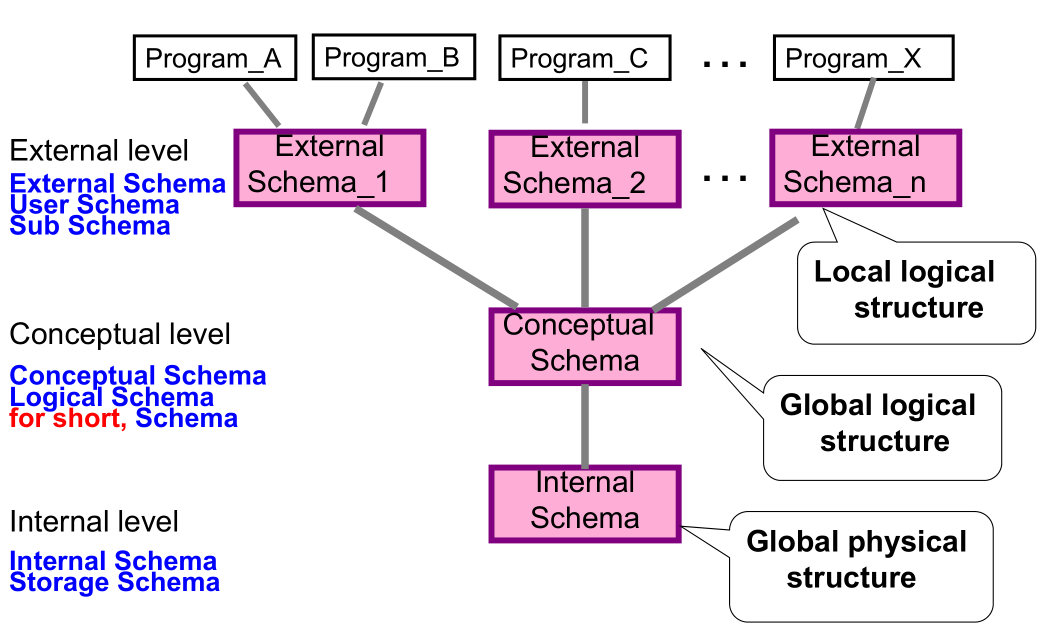 Program_A
Program_B
Program_C
...
Program_X
External level
External Schema
User Schema
Sub Schema
External
Schema_1
External
Schema_2
...
External
Schema_n
Local logical
structure
Conceptual level
Conceptual Schema
Logical Schema
for short, Schema
Conceptual
Schema
Global logical
structure
Internal level
Internal Schema
Storage Schema
Internal
Schema
Global physical
structure